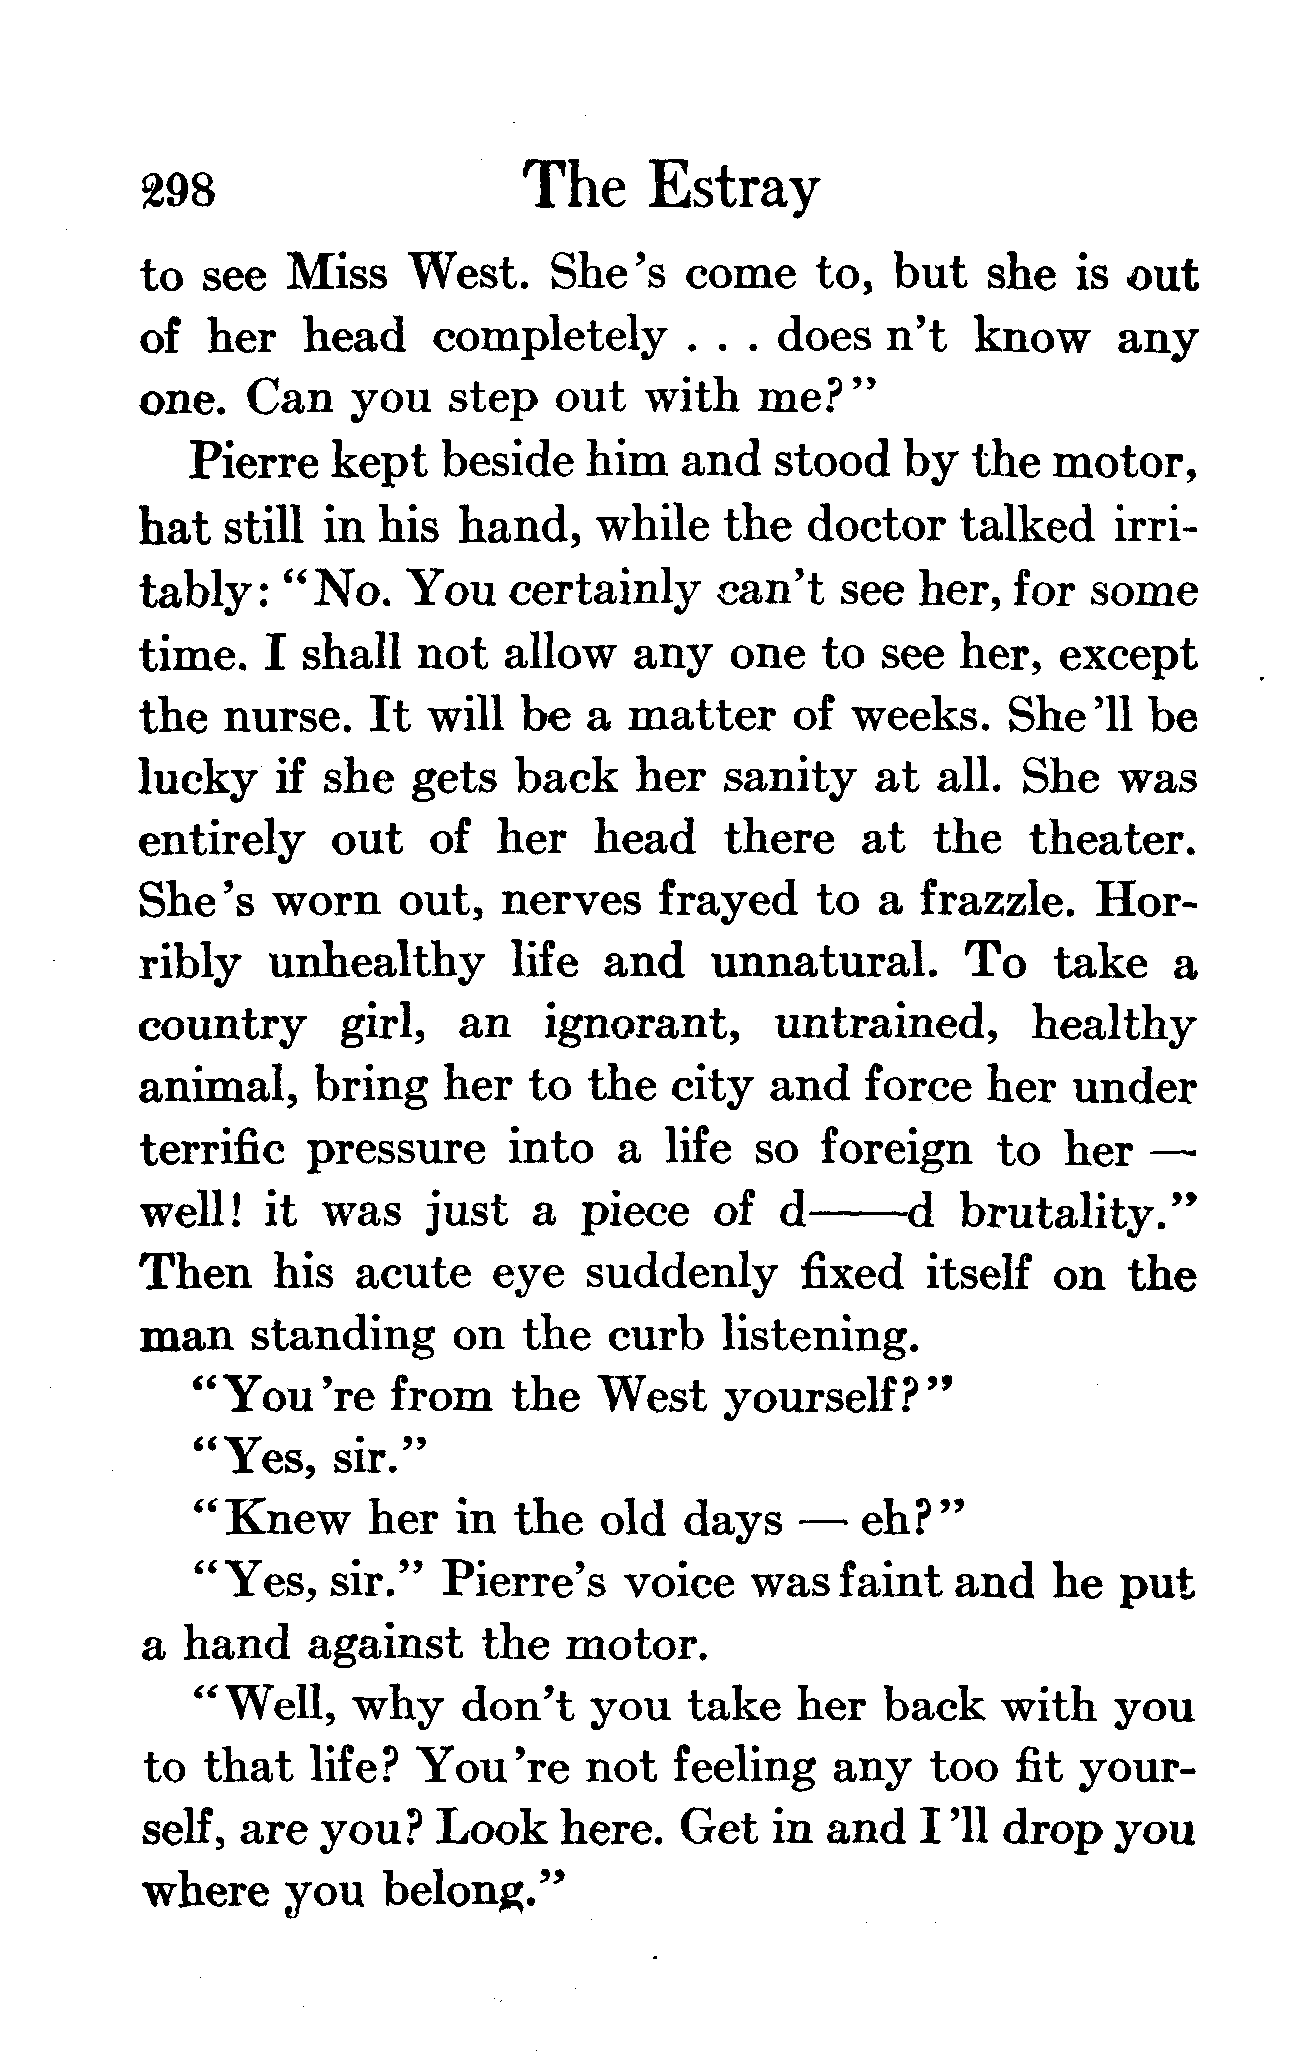 298 The Estray
to see Miss West. She's come to, but she is out
of her head completely . . . does n't know any
one. Can you step out with me?"
Pierre kept beside him and stood by the motor,
hat still in his hand, while the doctor talked irri-
tably: "No. You certainly can't see her, for some
time. I shall not allow any one to see her, except
the nurse. It will be a matter of weeks. She'll be
lucky if she gets back her sanity at all. She was
entirely out of her head there at the theater.
She's worn out, nerves frayed to a frazzle. Hor-
ribly unhealthy life and unnatural. To take a
country girl, an ignorant, untrained, healthy
animal, bring her to the city and force her under
terrific pressure into a life so foreign to her —
well! it was just a piece of d——d brutality."
Then his acute eye suddenly fixed itself on the
man standing on the curb listening.
"You're from the West yourself?"
"Yes, sir."
"Knew her in the old days — eh?"
"Yes, sir." Pierre's voice was faint and he put
a hand against the motor.
"Well, why don't you take her back with you
to that life? You're not feeling any too fit your-
self, are you? Look here. Get in and I'll drop you
where you belong."